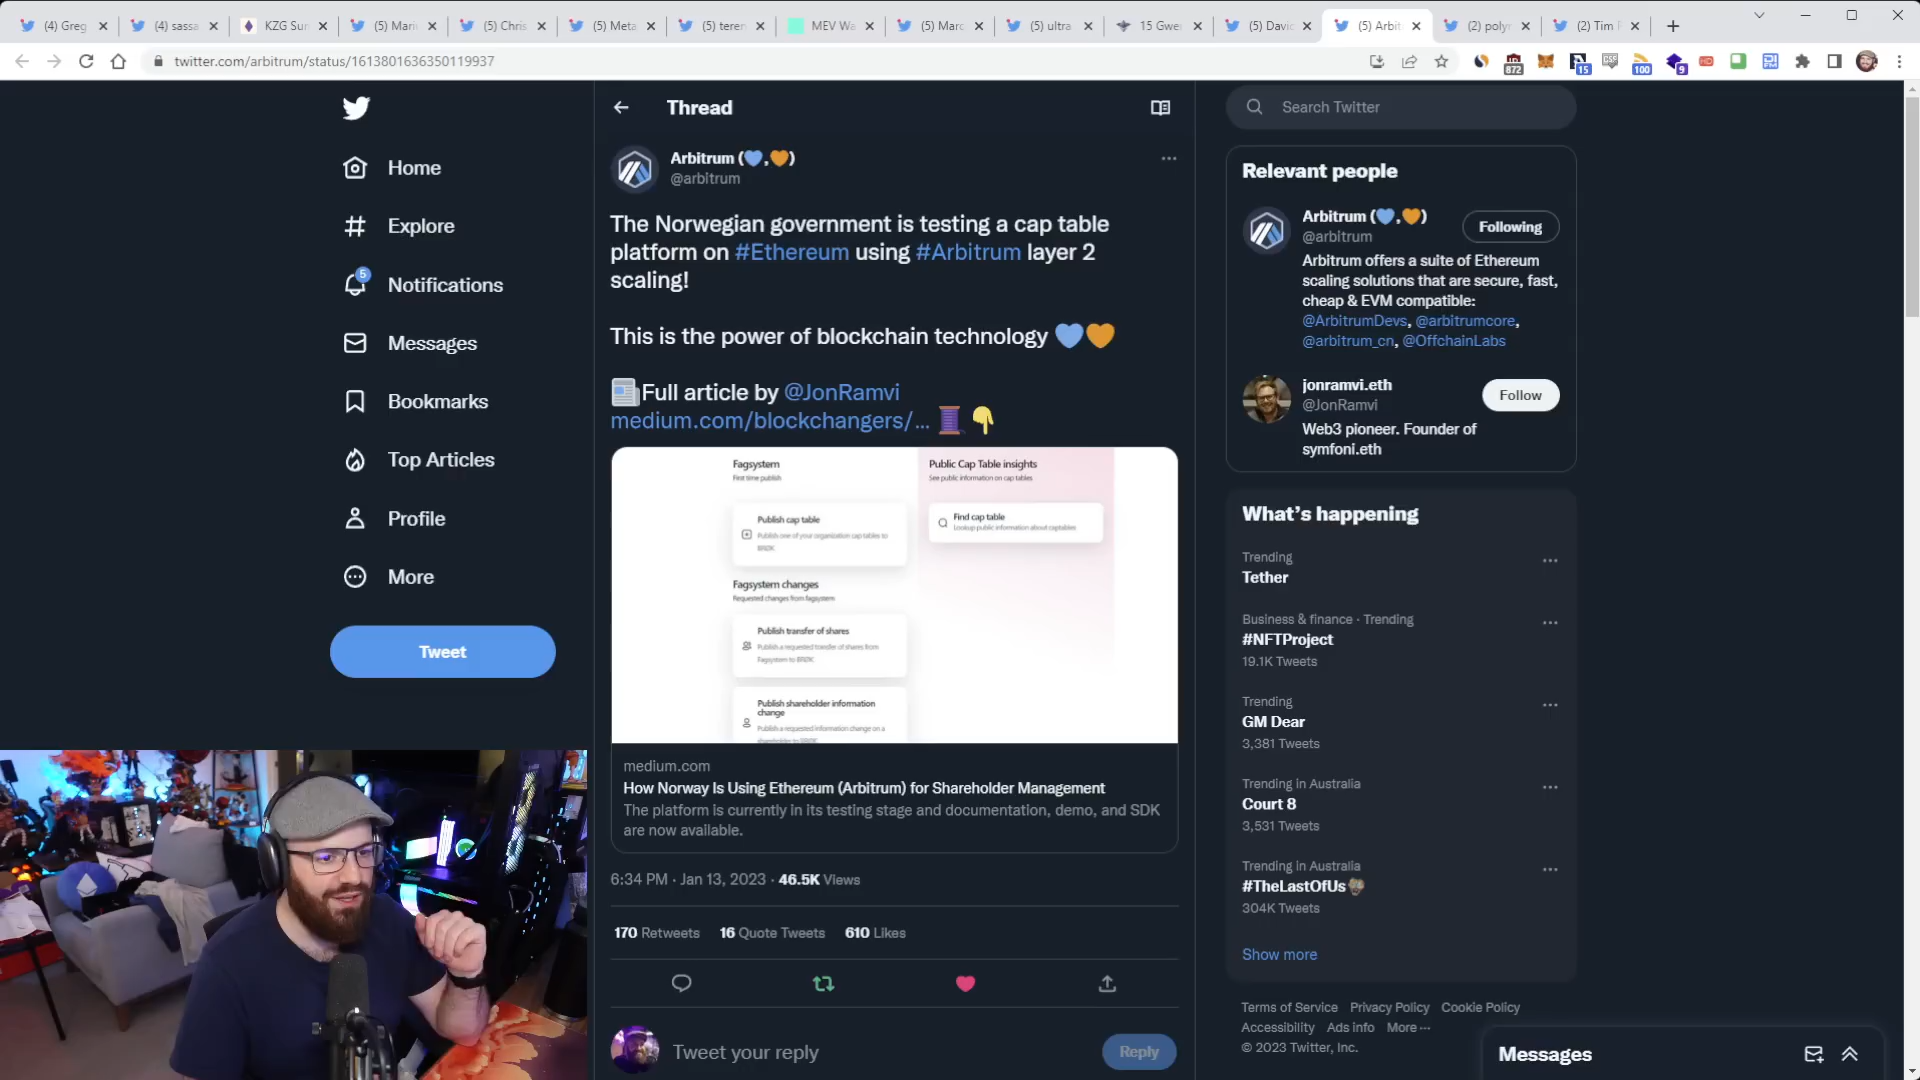 (4) Greg
(4) sassa
KZG Sur
(5) Mari
(5) Chris
(5) Meta
(5) teren
MEV Wa
(5) Marc
(5) ultra
15 Gwe
(5) Davi
(5) Arbit
(2) polyr
(2) Tim
twitter.com/arbitrum/status/1613801636350119937
872
15
100
9
Home
Explore
5
Notifications
Messages
Bookmarks
Top Articles
Profile
More
Tweet
Thread
Arbitrum (💙,🧡)
@arbitrum
The Norwegian government is testing a cap table
platform on #Ethereum using #Arbitrum layer 2
scaling!
This is the power of blockchain technology 💙🧡
📰Full article by @JonRamvi
medium.com/blockchangers/... 🧵👇
Fagsystem
First time publish
Publish cap table
Publish one of your organization cap tables to
BRØK
Fagsystem changes
Requested changes from fagsystem
Publish transfer of shares
Publish a requested transfer of shares from
Fagsystem to BRØK
Publish shareholder information
change
Publish a requested information change on a
shareholder to BRØK
Public Cap Table insights
See public information on cap tables
Find cap table
Lookup public information about captables
medium.com
How Norway Is Using Ethereum (Arbitrum) for Shareholder Management
The platform is currently in its testing stage and documentation, demo, and SDK
are now available.
6:34 PM · Jan 13, 2023 · 46.5K Views
170 Retweets 16 Quote Tweets 610 Likes
Tweet your reply
Reply
Search Twitter
Relevant people
Arbitrum (💙,🧡)
@arbitrum
Following
Arbitrum offers a suite of Ethereum
scaling solutions that are secure, fast,
cheap & EVM compatible:
@ArbitrumDevs, @arbitrumcore,
@arbitrum_cn, @OffchainLabs
jonramvi.eth
@JonRamvi
Follow
Web3 pioneer. Founder of
symfoni.eth
What's happening
Trending
Tether
Business & finance · Trending
#NFTProject
19.1K Tweets
Trending
GM Dear
3,381 Tweets
Trending in Australia
Court 8
3,531 Tweets
Trending in Australia
#TheLastOfUs
304K Tweets
Show more
Terms of Service Privacy Policy Cookie Policy
Accessibility Ads info More ···
© 2023 Twitter, Inc.
Messages